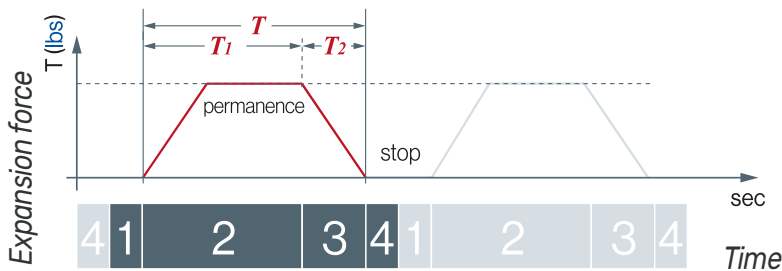 T
T1 T2
T (lbs)
Expansion force
permanence
stop
sec
4 1 2 3 4 1 2 3 4
Time